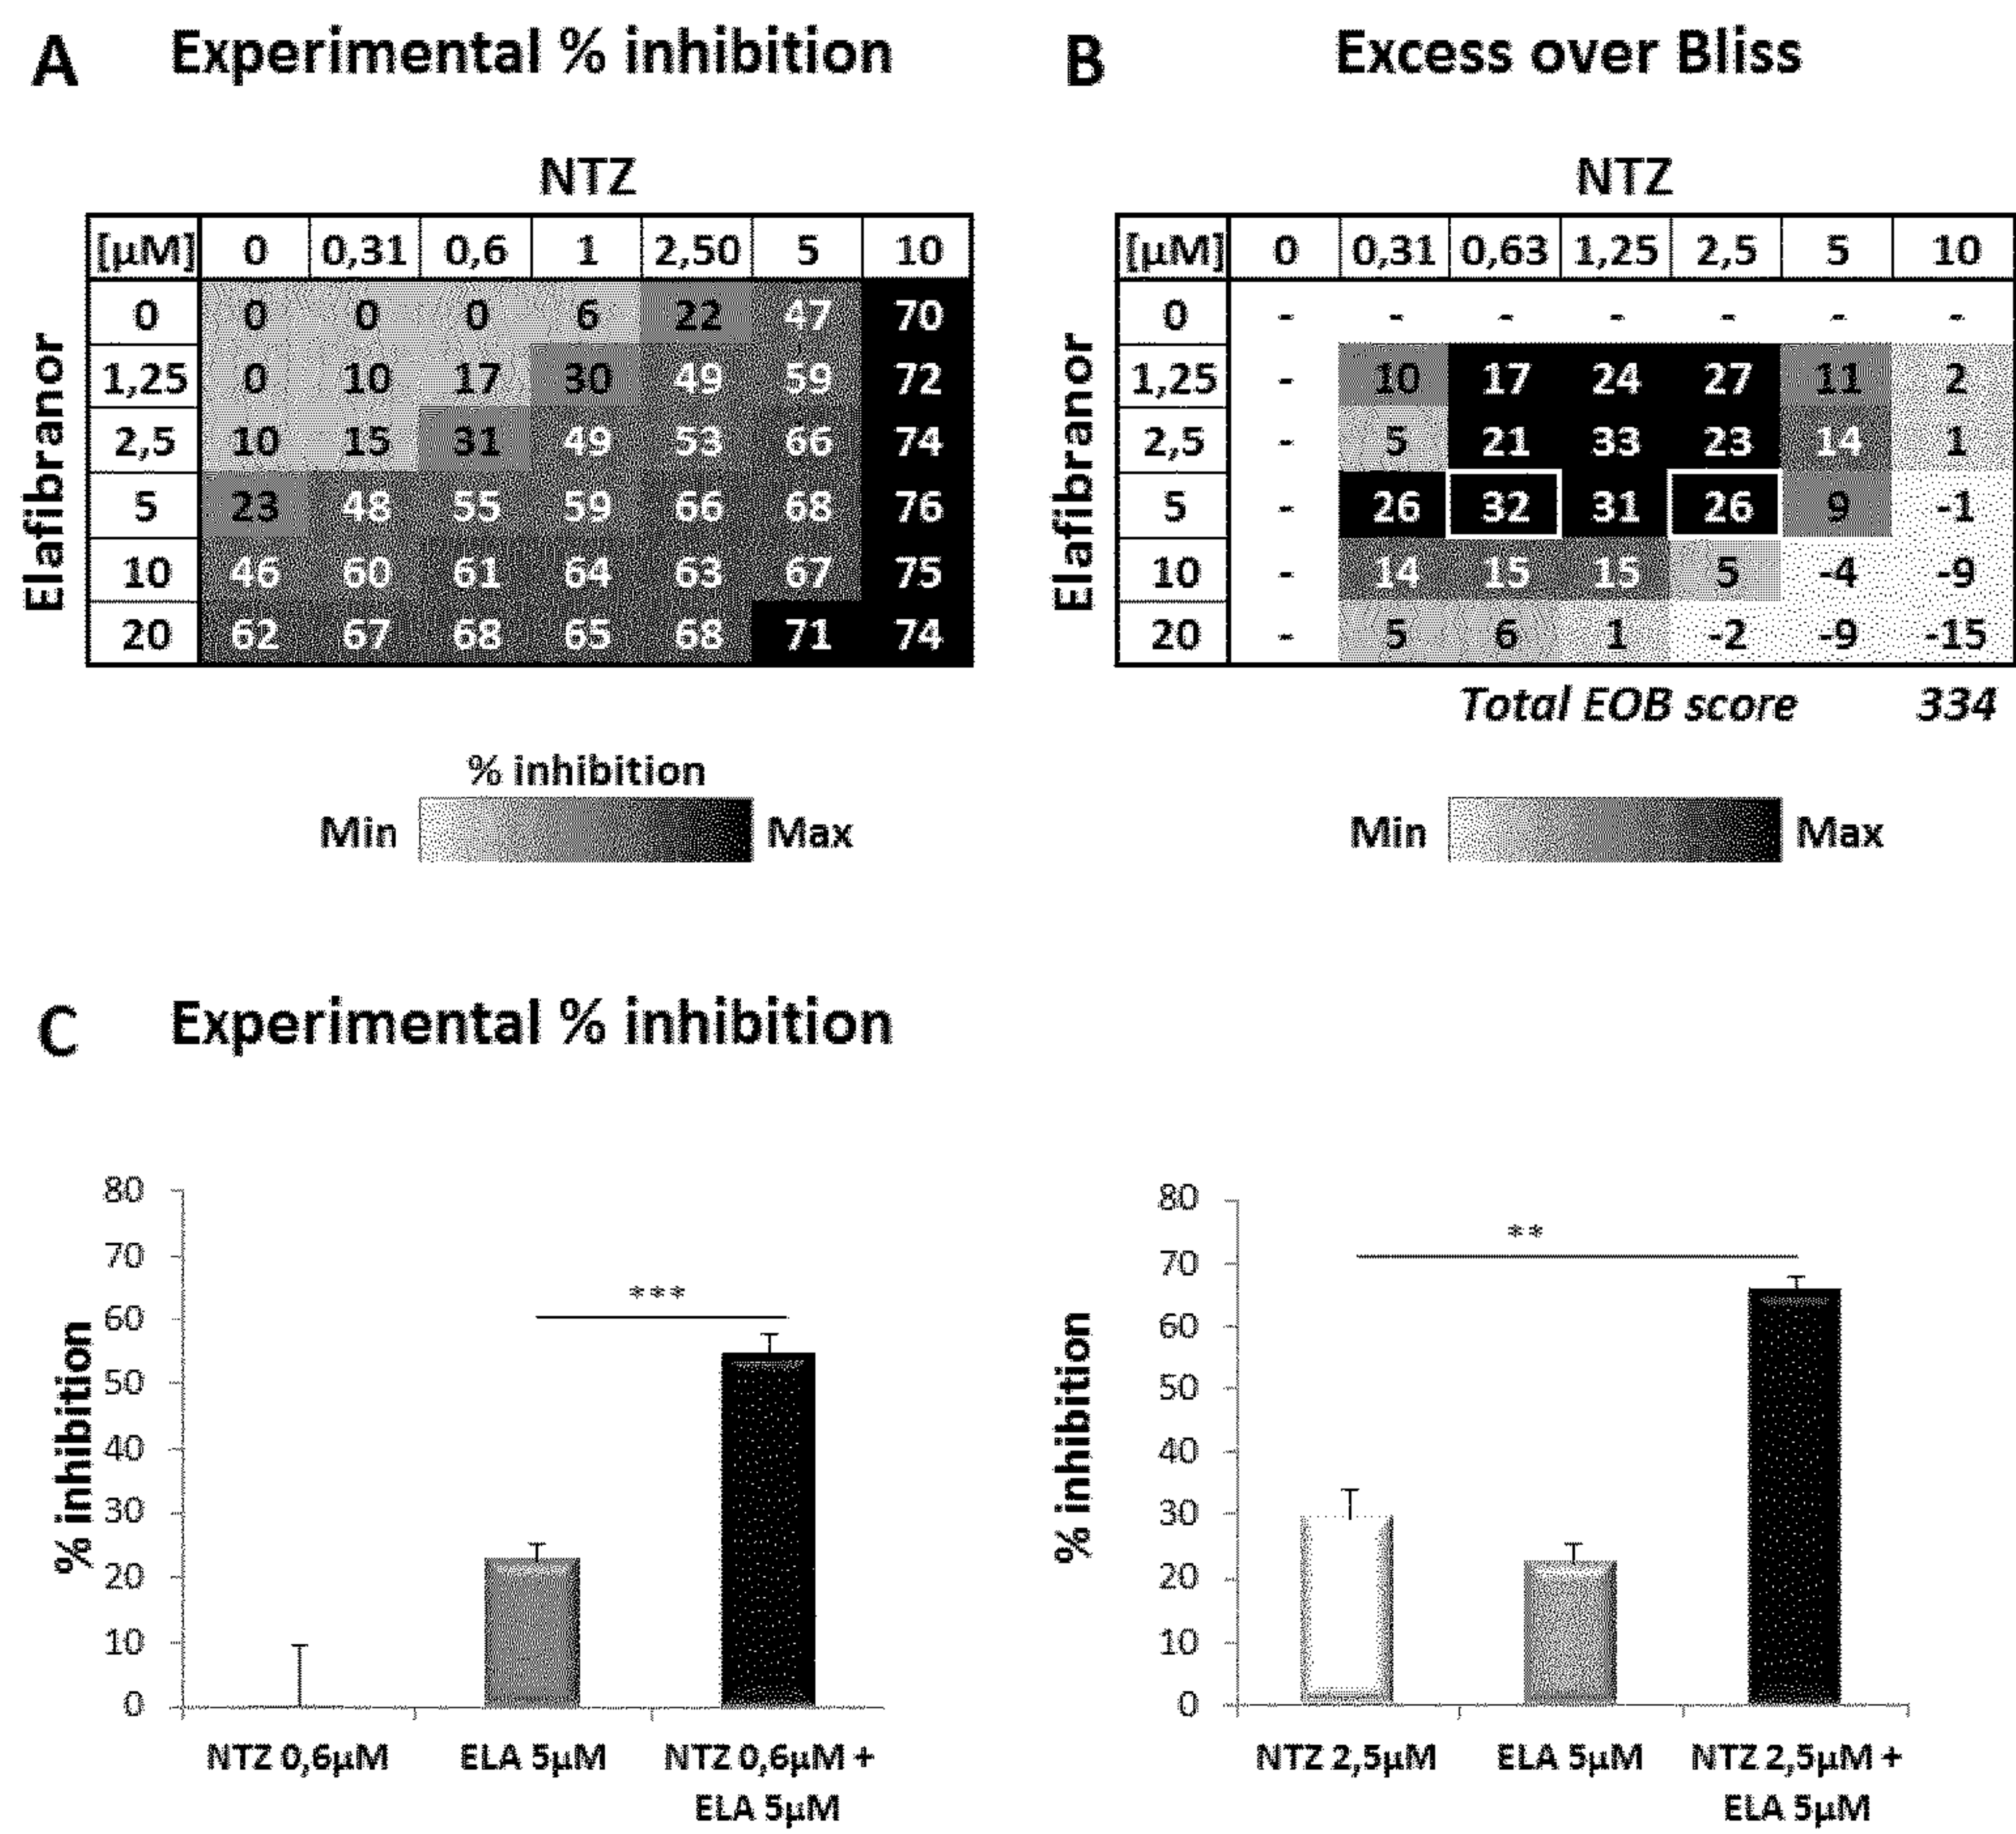 A Experimental % inhibition
NTZ
[µM] 0 0,31 0,6 1 2,50 5 10
Elafibranor
0 0 0 0 6 22 47 70
1,25 0 10 17 30 49 59 72
2,5 10 15 31 49 53 66 74
5 23 48 55 59 66 68 76
10 46 60 61 64 63 67 75
20 62 67 68 65 68 71 74
% inhibition
Min Max
B Excess over Bliss
NTZ
[µM] 0 0,31 0,63 1,25 2,5 5 10
Elafibranor
0 - - - - - - -
1,25 - 10 17 24 27 11 2
2,5 - 5 21 33 23 14 1
5 - 26 32 31 26 9 -1
10 - 14 15 15 5 -4 -9
20 - 5 6 1 -2 -9 -15
Total EOB score 334
Min Max
C Experimental % inhibition
% inhibition
80
70
60
50
40
30
20
10
0
***
NTZ 0,6µM ELA 5µM NTZ 0,6µM +
ELA 5µM
% inhibition
80
70
60
50
40
30
20
10
0
**
NTZ 2,5µM ELA 5µM NTZ 2,5µM +
ELA 5µM